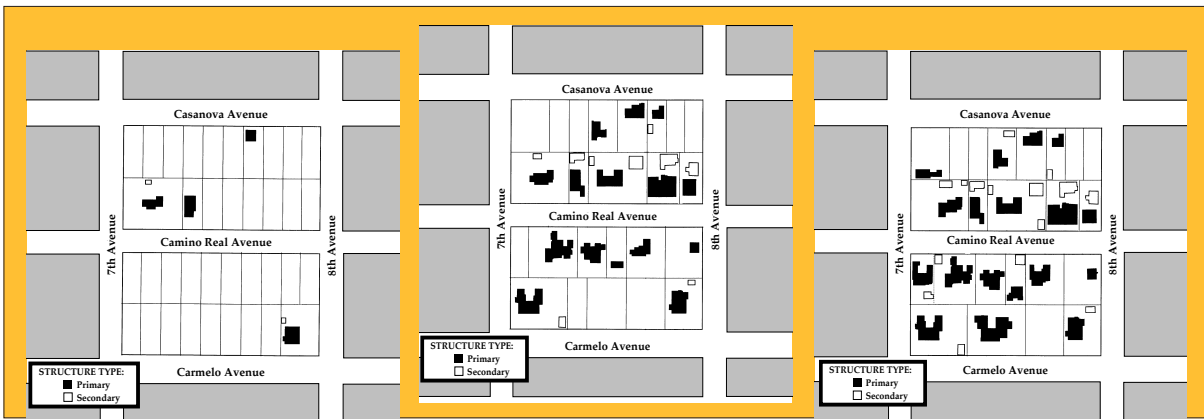 Casanova Avenue
7th Avenue
Camino Real Avenue
8th Avenue
Carmelo Avenue
STRUCTURE TYPE:
Primary
Secondary
Casanova Avenue
7th Avenue
Camino Real Avenue
8th Avenue
Carmelo Avenue
STRUCTURE TYPE:
Primary
Secondary
Casanova Avenue
7th Avenue
Camino Real Avenue
8th Avenue
Carmelo Avenue
STRUCTURE TYPE:
Primary
Secondary